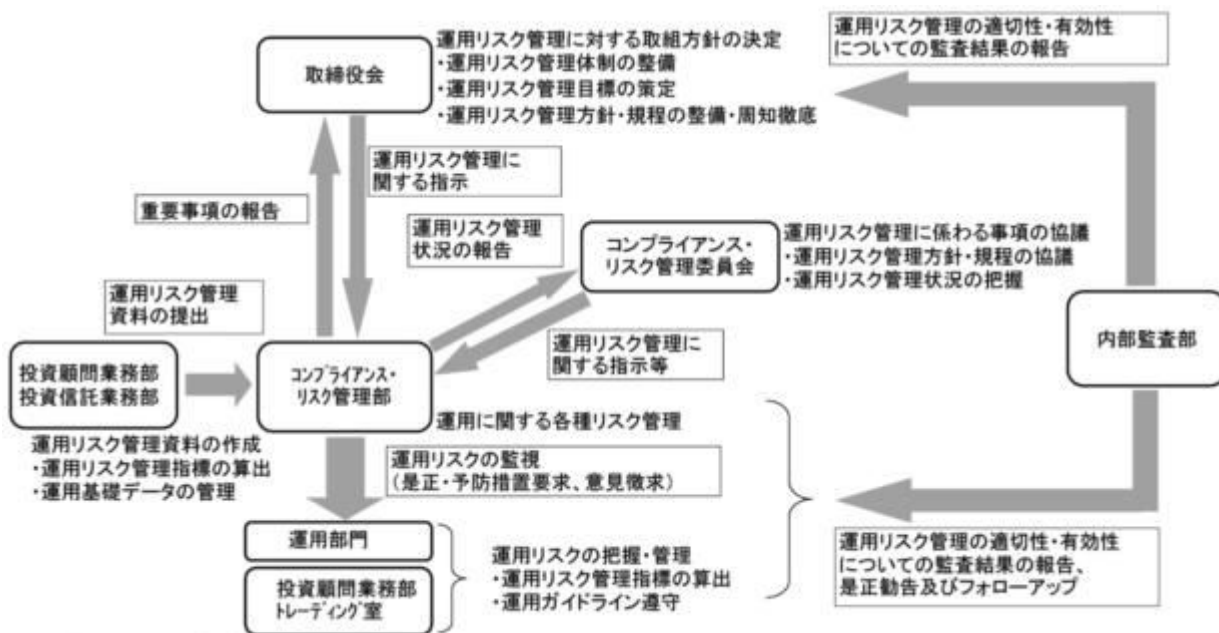 取締役会
運用リスク管理に対する取組方針の決定
・運用リスク管理体制の整備
・運用リスク管理目標の策定
・運用リスク管理方針・規程の整備・周知徹底
運用リスク管理の適切性・有効性
についての監査結果の報告
重要事項の報告
運用リスク管理に
関する指示
運用リスク管理
状況の報告
コンプライアンス・
リスク管理委員会
運用リスク管理に係わる事項の協議
・運用リスク管理方針・規程の協議
・運用リスク管理状況の把握
内部監査部
運用リスク管理
資料の提出
運用リスク管理に
関する指示等
投資顧問業務部
投資信託業務部
コンプライアンス・
リスク管理部
運用リスク管理資料の作成
・運用リスク管理指標の算出
・運用基礎データの管理
運用に関する各種リスク管理
運用リスクの監視
(是正・予防措置要求、意見徴求)
運用部門
投資顧問業務部
トレーディング室
運用リスクの把握・管理
・運用リスク管理指標の算出
・運用ガイドライン遵守
運用リスク管理の適切性・有効性
についての監査結果の報告、
是正勧告及びフォローアップ